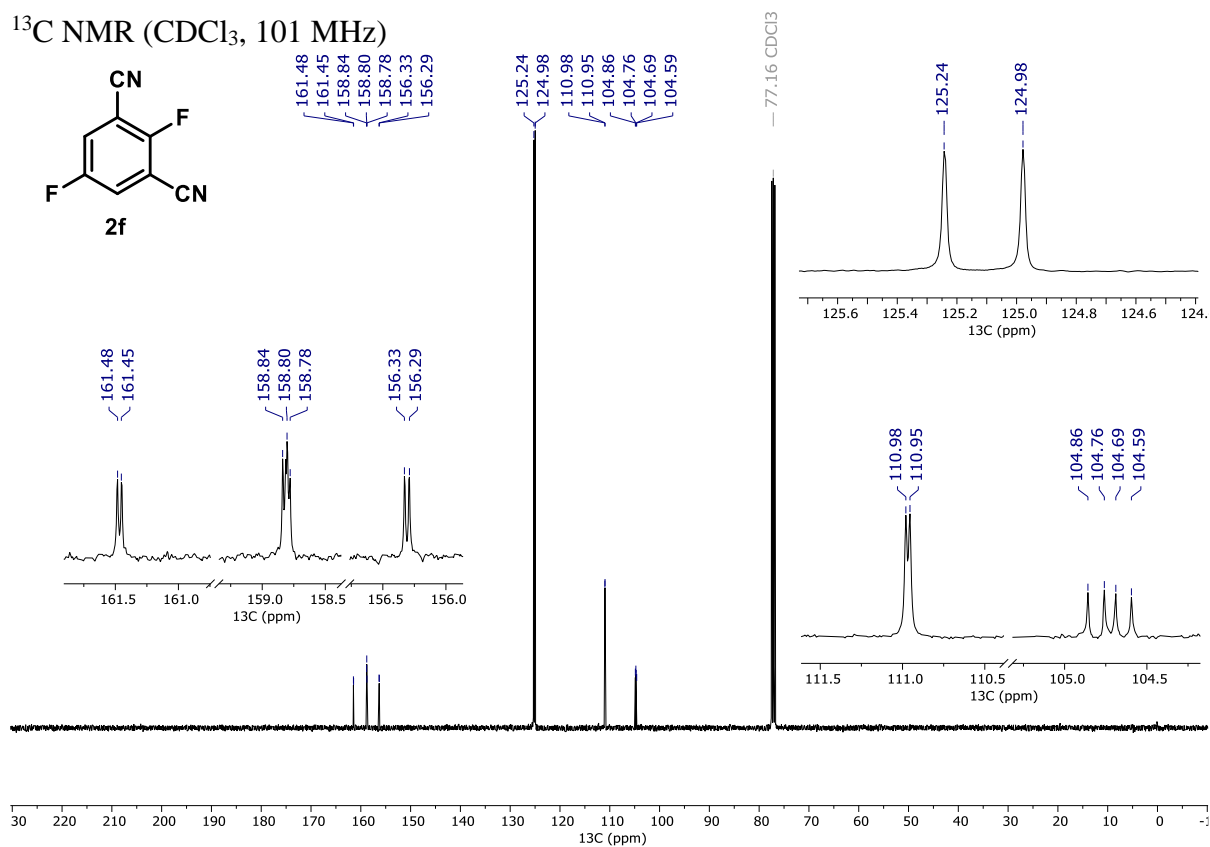 ¹³C NMR (CDCl₃, 101 MHz)
CN
F
F
CN
2f
161.48
161.45
158.84
158.80
158.78
156.33
156.29
125.24
124.98
110.98
110.95
104.86
104.76
104.69
104.59
77.16 CDCl3
125.24
124.98
125.6 125.4 125.2 125.0 124.8 124.6 124.
13C (ppm)
161.48
161.45
158.84
158.80
158.78
156.33
156.29
161.5 161.0 159.0 158.5 156.5 156.0
13C (ppm)
110.98
110.95
104.86
104.76
104.69
104.59
111.5 111.0 110.5 105.0 104.5
13C (ppm)
30 220 210 200 190 180 170 160 150 140 130 120 110 100 90 80 70 60 50 40 30 20 10 0 -1
13C (ppm)